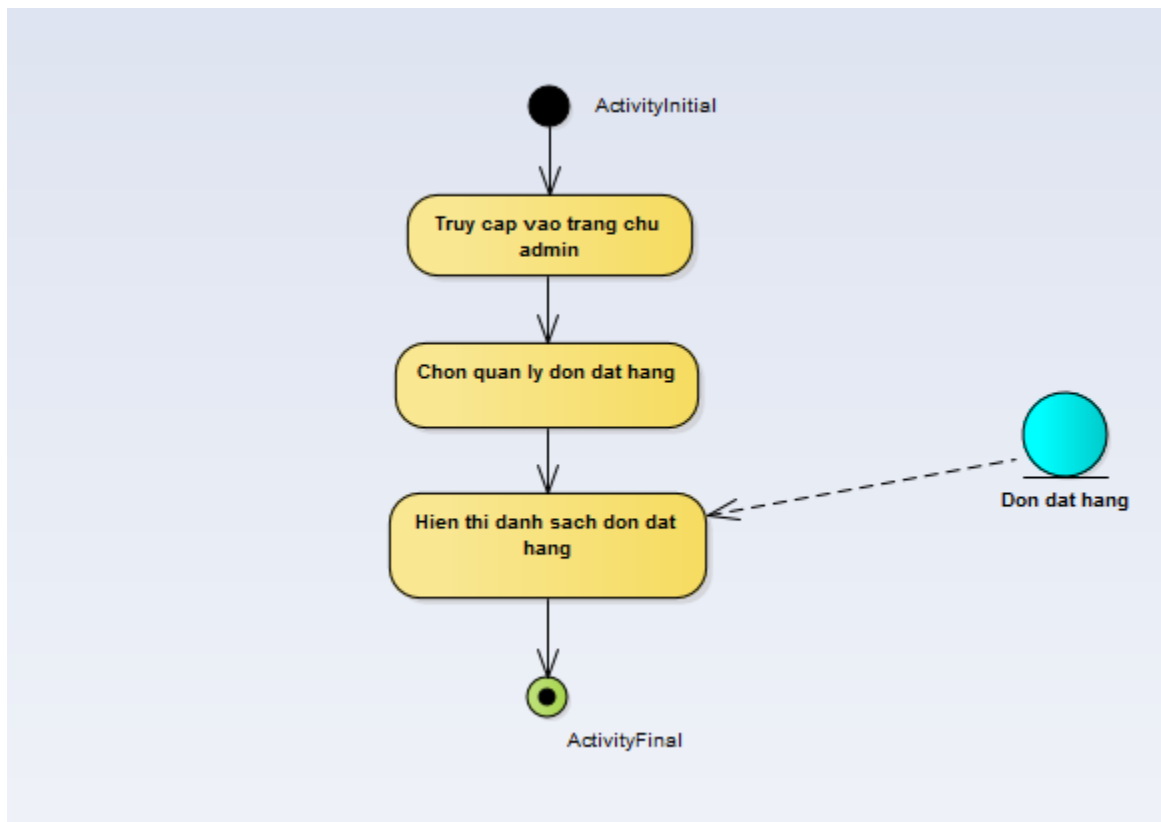 ActivityInitial
Truy cap vao trang chu
admin
Chon quan ly don dat hang
Hien thi danh sach don dat
hang
Don dat hang
ActivityFinal